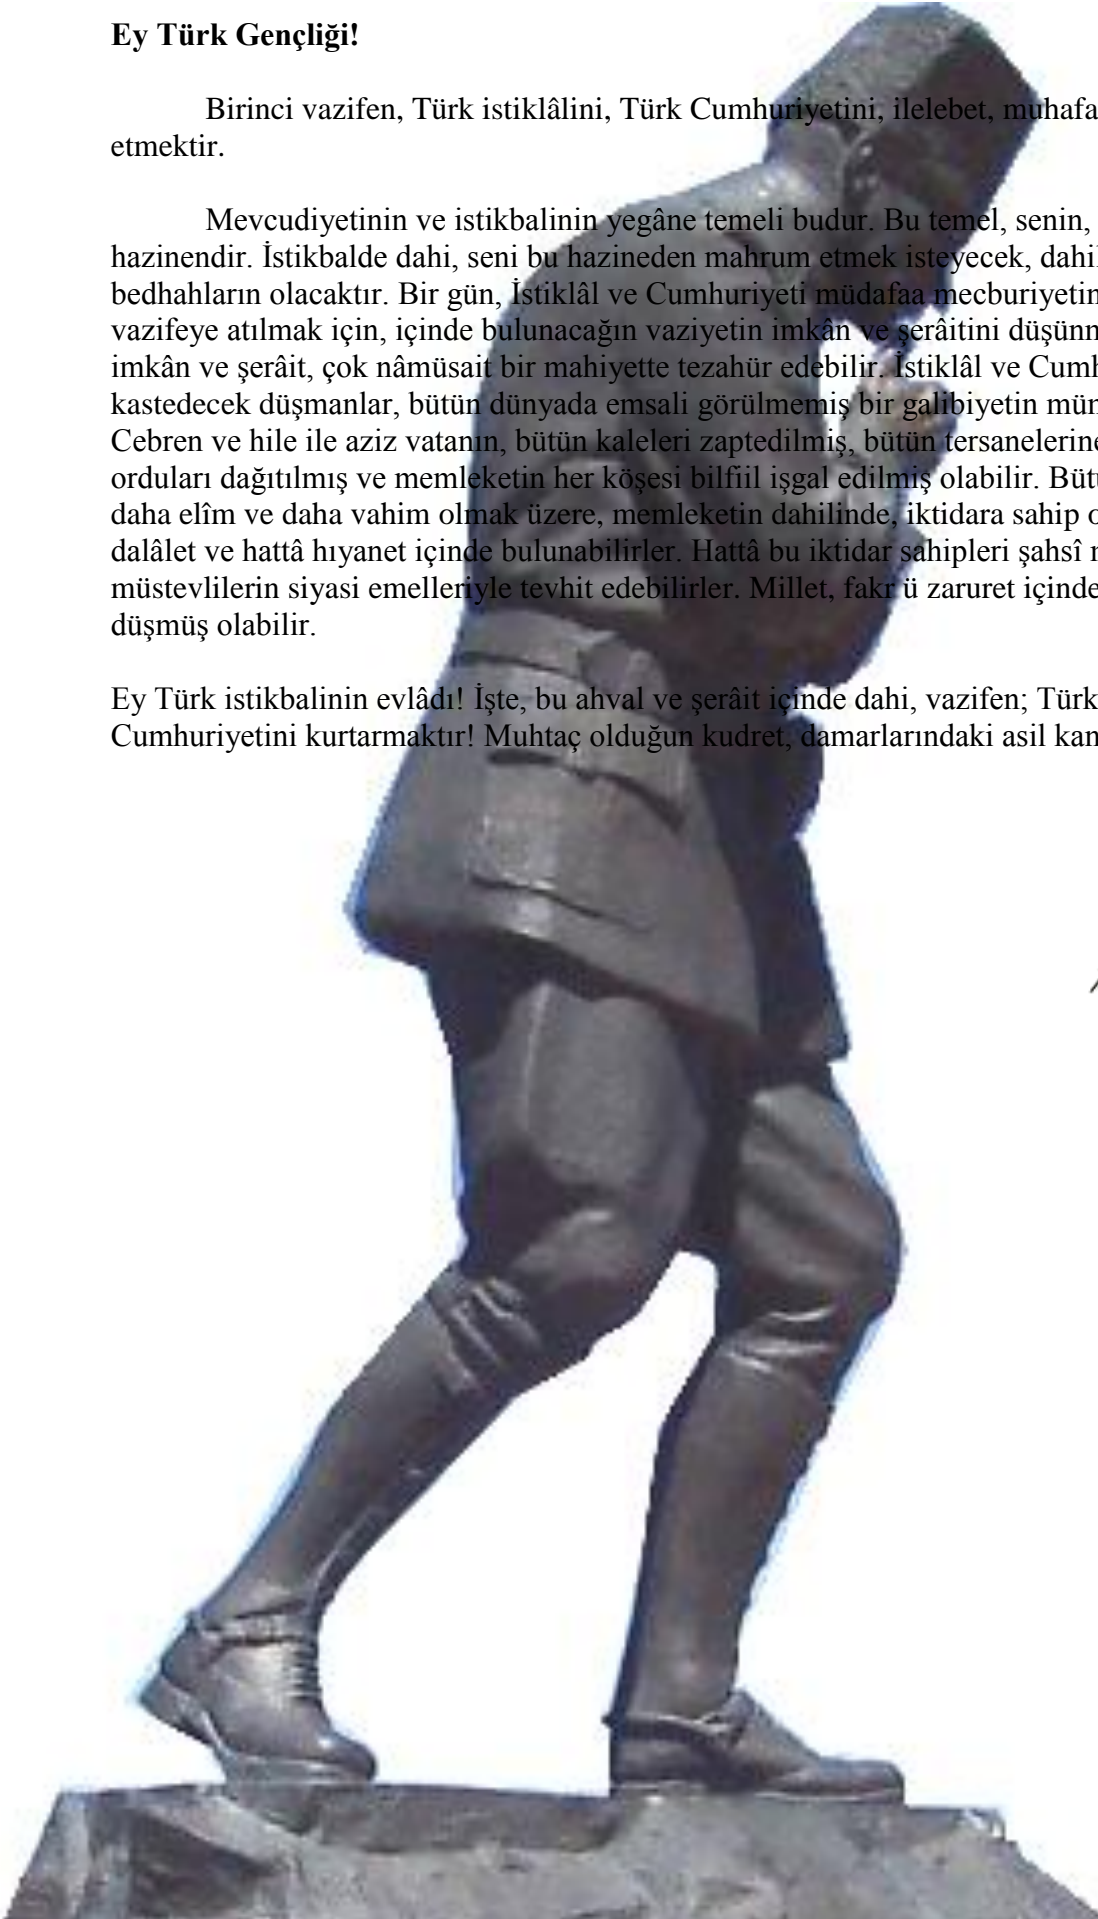 Ey Türk Gençliği!
Birinci vazifen, Türk istiklâlini, Türk Cumhuriyetini, ilelebet, muhafa
etmektir.
Mevcudiyetinin ve istikbalinin yegâne temeli budur. Bu temel, senin,
hazinendir. İstikbalde dahi, seni bu hazineden mahrum etmek isteyecek, dahil
bedhahların olacaktır. Bir gün, İstiklâl ve Cumhuriyeti müdafaa mecburiyetin
vazifeye atılmak için, içinde bulunacağın vaziyetin imkân ve şerâitini düşünm
imkân ve şerâit, çok nâmüsait bir mahiyette tezahür edebilir. İstiklâl ve Cumh
kastedecek düşmanlar, bütün dünyada emsali görülmemiş bir galibiyetin mün
Cebren ve hile ile aziz vatanın, bütün kaleleri zaptedilmiş, bütün tersanelerine
orduları dağıtılmış ve memleketin her köşesi bilfiil işgal edilmiş olabilir. Bütü
daha elîm ve daha vahim olmak üzere, memleketin dahilinde, iktidara sahip o
dalâlet ve hattâ hıyanet içinde bulunabilirler. Hattâ bu iktidar sahipleri şahsî m
müstevlilerin siyasi emelleriyle tevhit edebilirler. Millet, fakr ü zaruret içinde
düşmüş olabilir.
Ey Türk istikbalinin evlâdı! İşte, bu ahval ve şerâit içinde dahi, vazifen; Türk
Cumhuriyetini kurtarmaktır! Muhtaç olduğun kudret, damarlarındaki asil kan